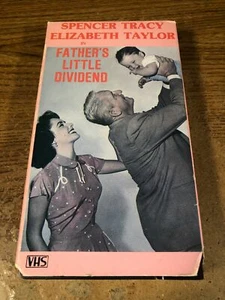 SPENCER TRACY
ELIZABETH TAYLOR
in
FATHER'S
LITTLE
DIVIDEND
VHS